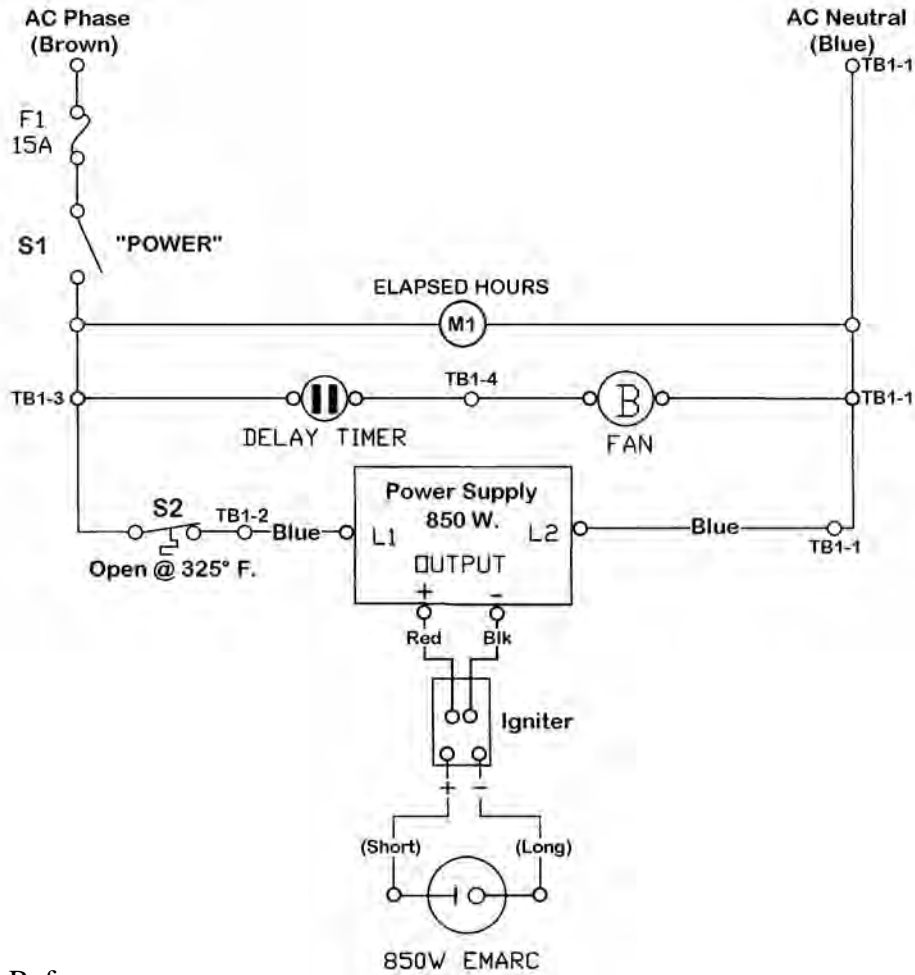 AC Phase
(Brown)
AC Neutral
(Blue)
TB1-1
F1
15A
S1
"POWER"
ELAPSED HOURS
M1
TB1-3
TB1-4
B
TB1-1
DELAY TIMER
FAN
Power Supply
850 W.
S2
TB1-2
Blue
L1
L2
Blue
TB1-1
Open @ 325° F.
OUTPUT
+
-
Red
Blk
Igniter
+
-
(Short)
(Long)
850W EMARC